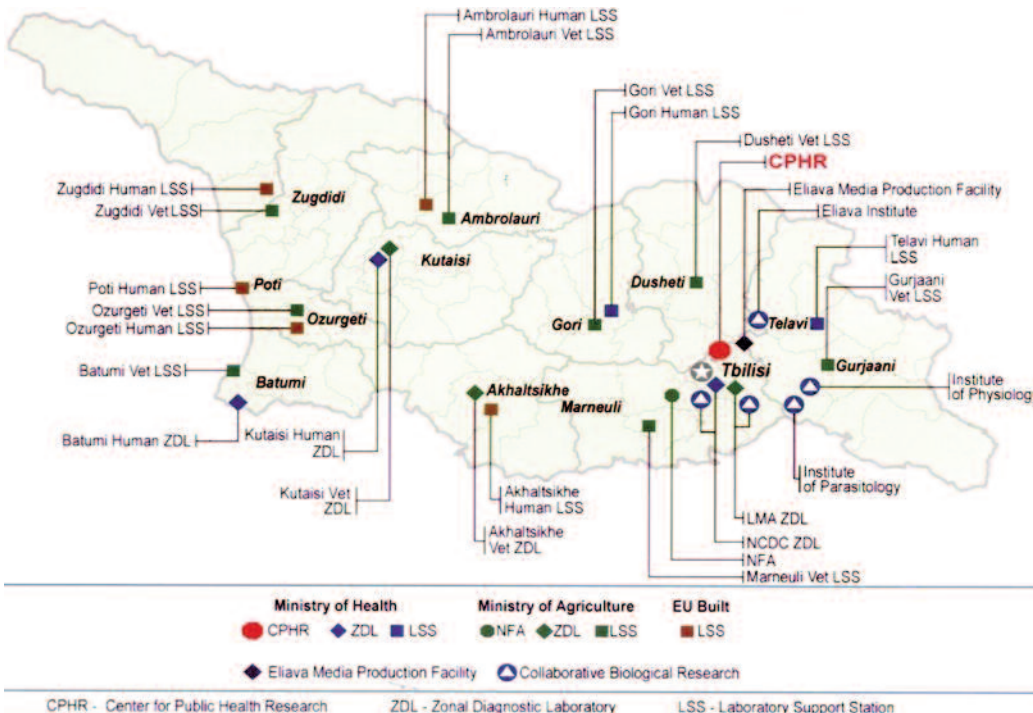 Ambrolauri Human LSS
Ambrolauri Vet LSS
Gori Vet LSS
Gori Human LSS
Dusheti Vet LSS
CPHR
Eliava Media Production Facility
Eliava Institute
Telavi Human
LSS
Gurjaani
Vet LSS
Zugdidi Human LSS
Zugdidi Vet LSS
Zugdidi
Ambrolauri
Kutaisi
Poti Human LSS
Poti
Ozurgeti Vet LSS
Ozurgeti Human LSS
Ozurgeti
Dusheti
Gori
Telavi
Batumi Vet LSS
Batumi
Tbilisi
Gurjaani
Akhaltsikhe
Marneuli
Institute
of Physiology
Batumi Human ZDL
Kutaisi Human
ZDL
Kutaisi Vet
ZDL
Akhaltsikhe
Human LSS
Akhaltsikhe
Vet ZDL
Institute
of Parasitology
LMA ZDL
NCDC ZDL
NFA
Marneuli Vet LSS
Ministry of Health
CPHR ZDL LSS
Ministry of Agriculture
NFA ZDL LSS
EU Built
LSS
Eliava Media Production Facility
Collaborative Biological Research
CPHR - Center for Public Health Research
ZDL - Zonal Diagnostic Laboratory
LSS - Laboratory Support Station